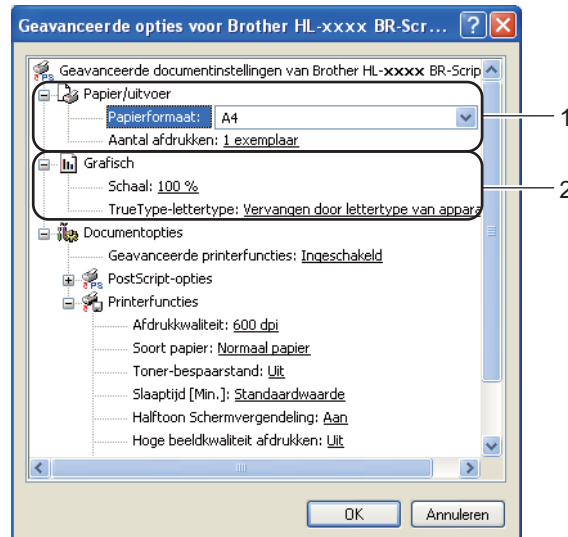 Geavanceerde opties voor Brother HL-xxxx BR-Scr...
Geavanceerde documentinstellingen van Brother HL-xxxx BR-Scrip
Papier/uitvoer
Papierformaat: A4
1
Aantal afdrukken: 1 exemplaar
Grafisch
Schaal: 100 %
2
TrueType-lettertype: Vervangen door lettertype van appara
Documentopties
Geavanceerde printerfuncties: Ingeschakeld
PostScript-opties
Printerfuncties
Afdrukkwaliteit: 600 dpi
Soort papier: Normaal papier
Toner-bespaarstand: Uit
Slaaptijd [Min.]: Standaardwaarde
Halftoon Schermvergendeling: Aan
Hoge beeldkwaliteit afdrukken: Uit
OK Annuleren